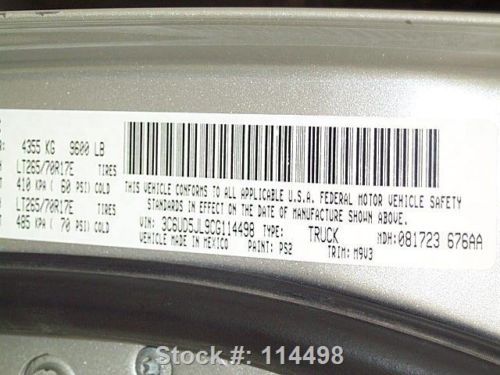 4355 KG 9600 LB
LT265/70R17E TIRES
410 KPA ( 60 PSI) COLD
LT265/70R17E TIRES
485 KPA ( 70 PSI) COLD
THIS VEHICLE CONFORMS TO ALL APPLICABLE U.S.A. FEDERAL MOTOR VEHICLE SAFETY
STANDARDS IN EFFECT ON THE DATE OF MANUFACTURE SHOWN ABOVE.
VIN: 3C6UD5JL9CG114498 TYPE: TRUCK MDH: 081723 676AA
VEHICLE MADE IN MEXICO PAINT: PS2 TRIM: M9V3
Stock #: 114498